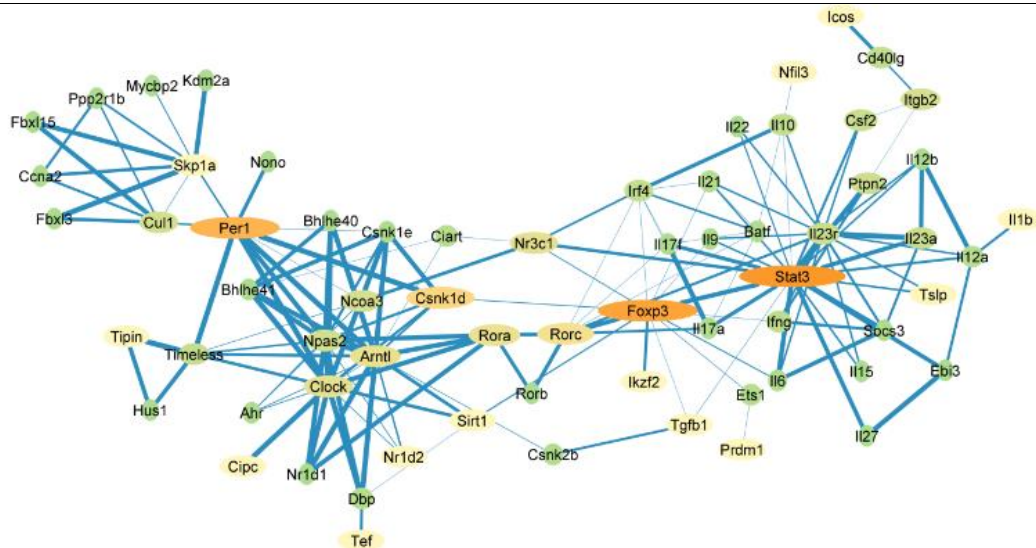 Icos
Cd40lg
Nfil3
Itgb2
Kdm2a
Mycbp2
Ppp2r1b
Fbxl15
Il22
Il10
Csf2
Nono
Skp1a
Il12b
Ccna2
Irf4
Il21
Ptpn2
Fbxl3
Cul1
Per1
Bhlhe40
Csnk1e
Ciart
Nr3c1
Il17f
Il9
Batf
Il23r
Il23a
Il1b
Il12a
Bhlhe41
Ncoa3
Csnk1d
Stat3
Tslp
Foxp3
Tipin
Timeless
Npas2
Arntl
Rora
Rorc
Il17a
Ifng
Socs3
Clock
Ikzf2
Il6
Il15
Ebi3
Hus1
Ahr
Sirt1
Rorb
Ets1
Tgfb1
Cipc
Nr1d1
Nr1d2
Csnk2b
Prdm1
Il27
Dbp
Tef